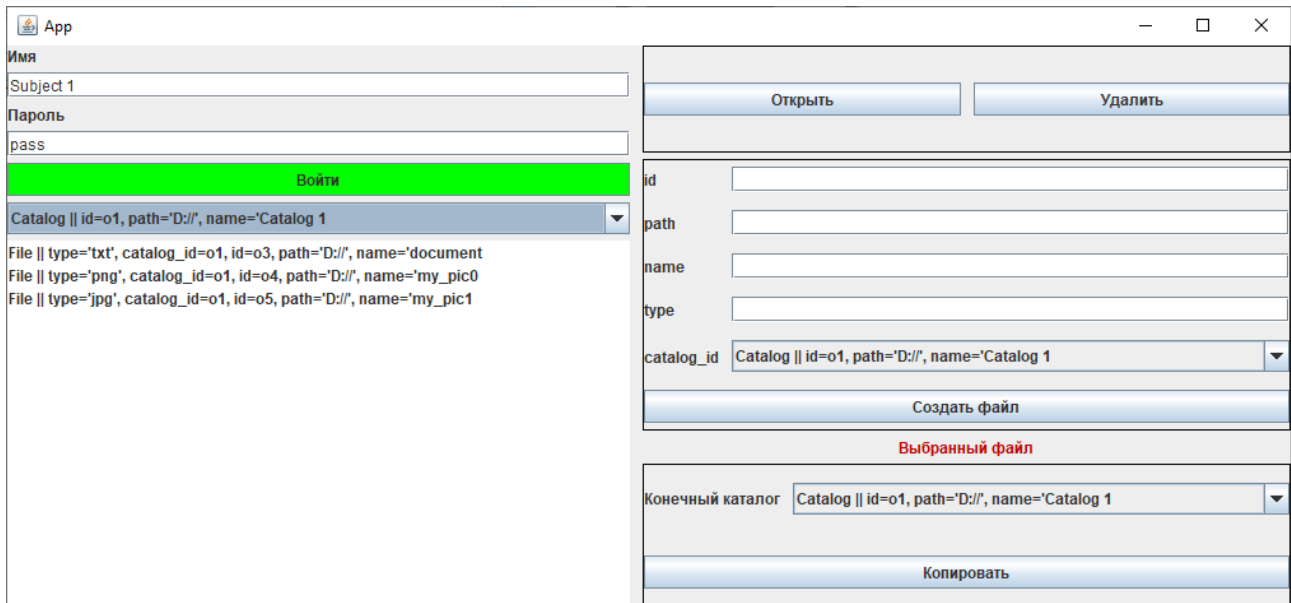 App
Имя
Subject 1
Пароль
pass
Войти
Catalog || id=o1, path='D://', name='Catalog 1
File || type='txt', catalog_id=o1, id=o3, path='D://', name='document
File || type='png', catalog_id=o1, id=o4, path='D://', name='my_pic0
File || type='jpg', catalog_id=o1, id=o5, path='D://', name='my_pic1
Открыть Удалить
id
path
name
type
catalog_id Catalog || id=o1, path='D://', name='Catalog 1
Создать файл
Выбранный файл
Конечный каталог Catalog || id=o1, path='D://', name='Catalog 1
Копировать